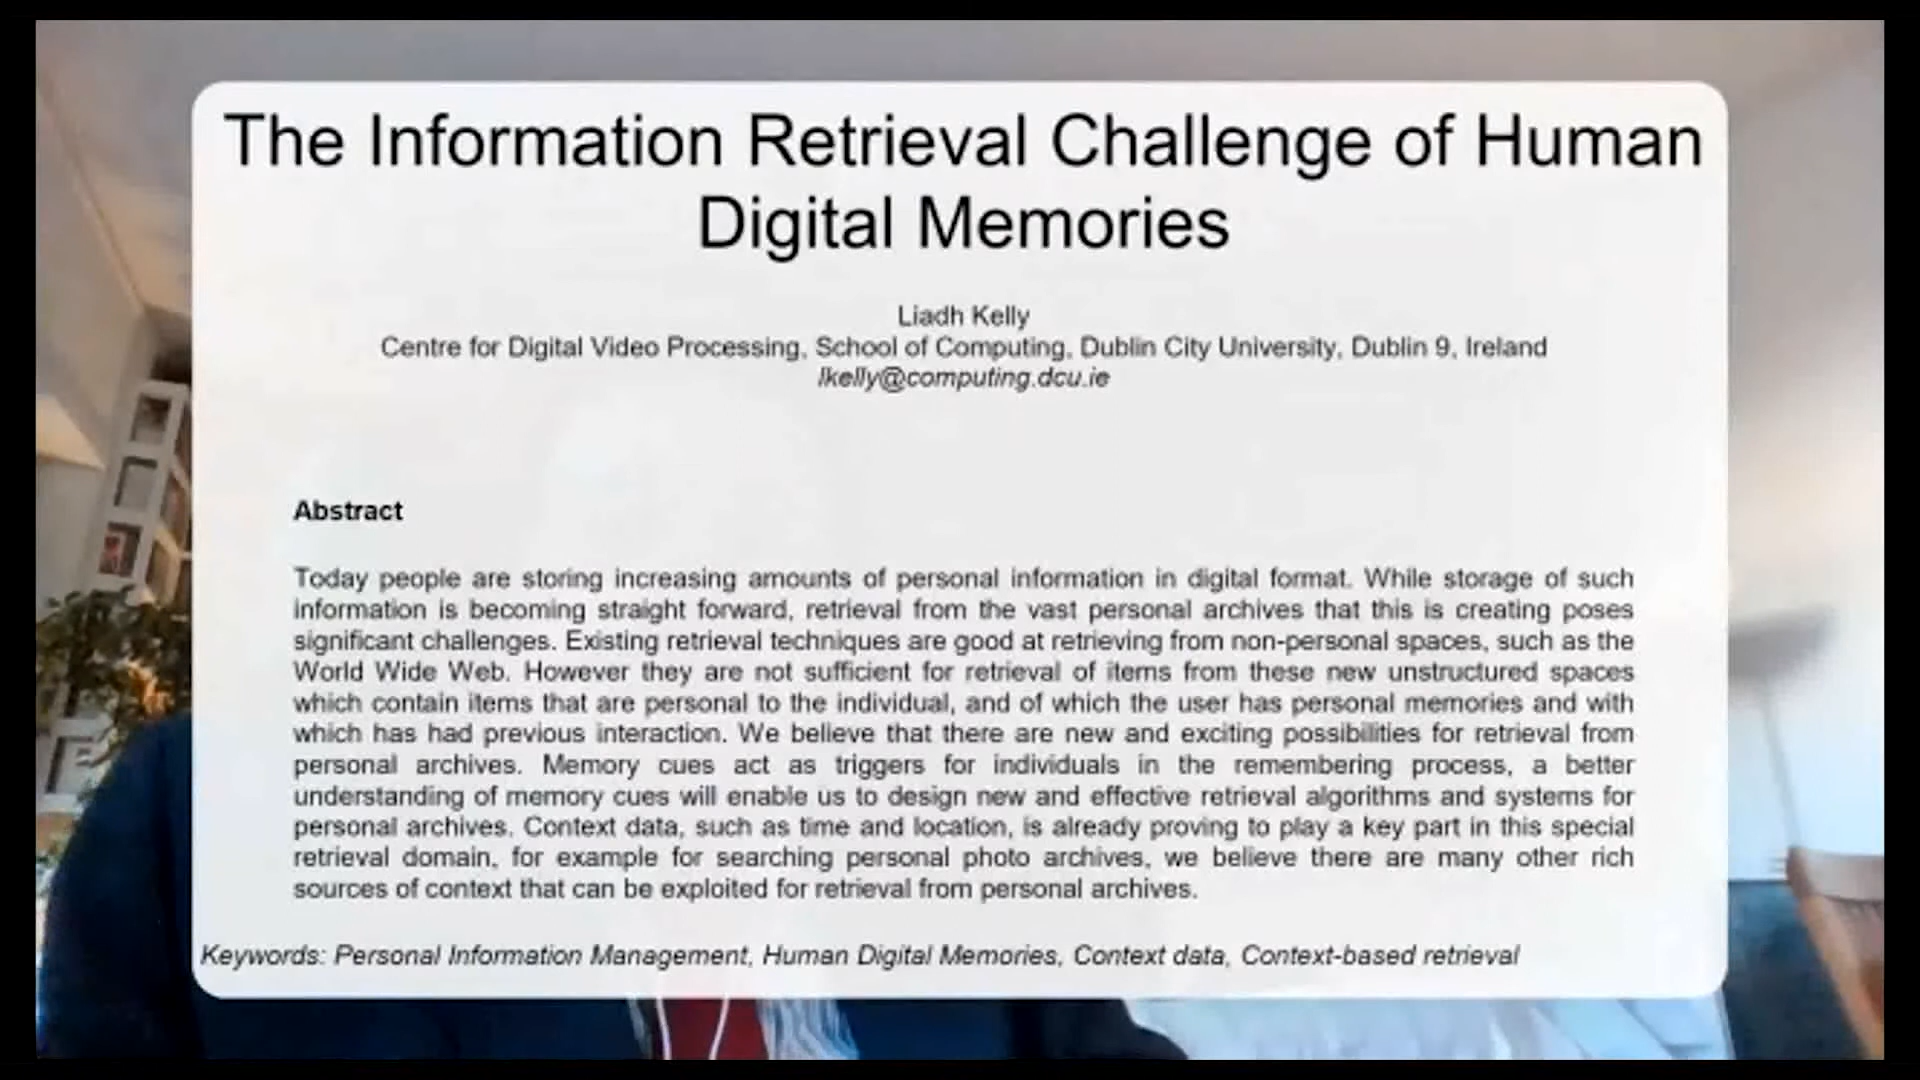 The Information Retrieval Challenge of Human
Digital Memories
Liadh Kelly
Centre for Digital Video Processing, School of Computing, Dublin City University, Dublin 9, Ireland
lkelly@computing.dcu.ie
Abstract
Today people are storing increasing amounts of personal information in digital format. While storage of such
information is becoming straight forward, retrieval from the vast personal archives that this is creating poses
significant challenges. Existing retrieval techniques are good at retrieving from non-personal spaces, such as the
World Wide Web. However they are not sufficient for retrieval of items from these new unstructured spaces
which contain items that are personal to the individual, and of which the user has personal memories and with
which has had previous interaction. We believe that there are new and exciting possibilities for retrieval from
personal archives. Memory cues act as triggers for individuals in the remembering process, a better
understanding of memory cues will enable us to design new and effective retrieval algorithms and systems for
personal archives. Context data, such as time and location, is already proving to play a key part in this special
retrieval domain, for example for searching personal photo archives, we believe there are many other rich
sources of context that can be exploited for retrieval from personal archives.
Keywords: Personal Information Management, Human Digital Memories, Context data, Context-based retrieval